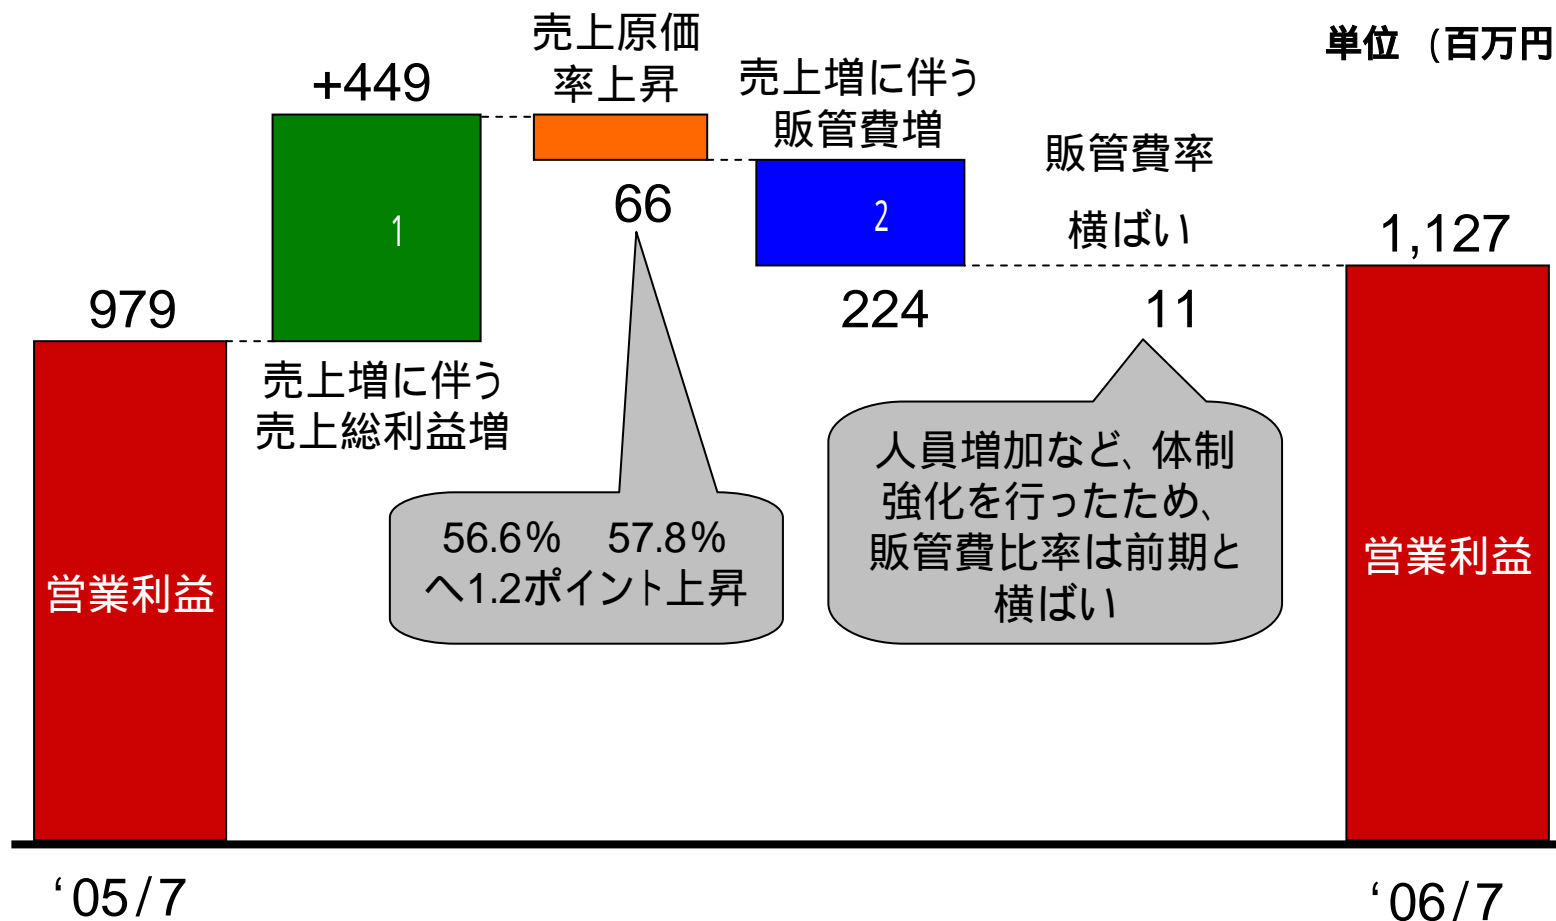 単位 (百万円
+449
売上原価
率上昇
売上増に伴う
販管費増
販管費率
横ばい
1
66
2
1,127
979
224
11
売上増に伴う
売上総利益増
56.6% 57.8%
へ1.2ポイント上昇
人員増加など、体制
強化を行ったため、
販管費比率は前期と
横ばい
営業利益
営業利益
‘05/7
‘06/7